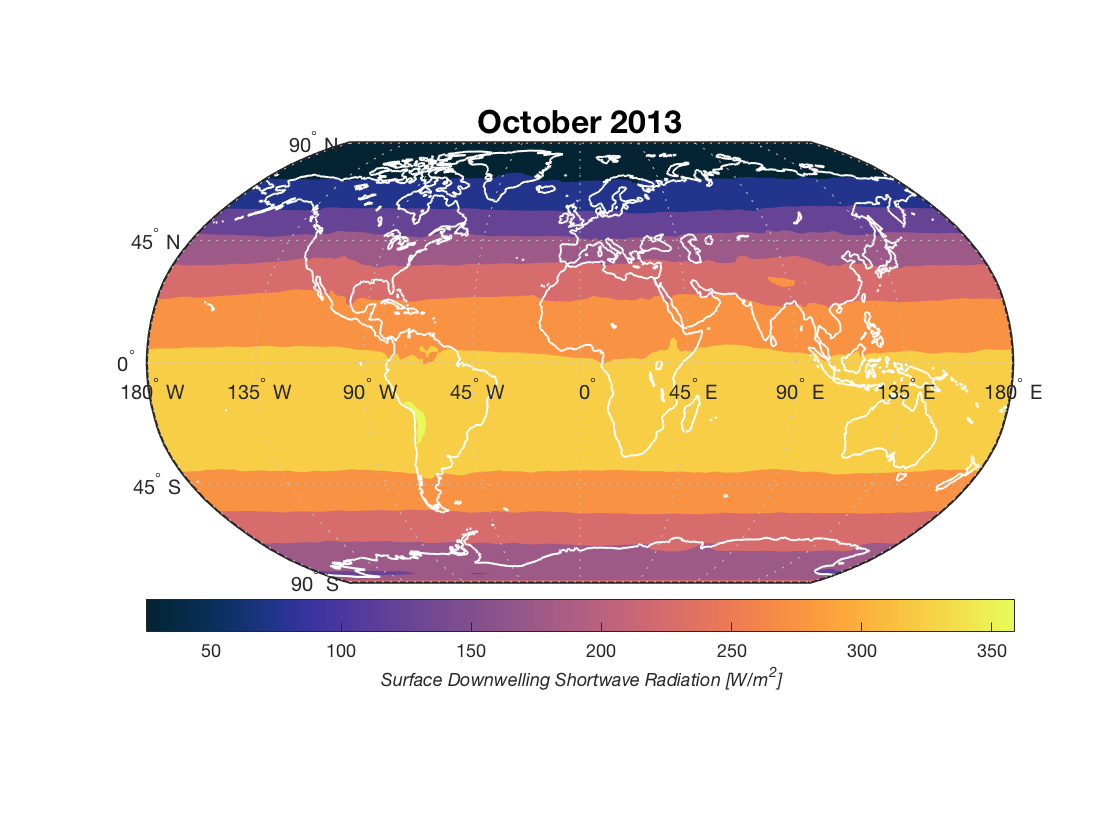 October 2013
90° N
45° N
0°
180° W 135° W 90° W 45° W 0° 45° E 90° E 135° E 180° E
45° S
90° S
50 100 150 200 250 300 350
Surface Downwelling Shortwave Radiation [W/m²]